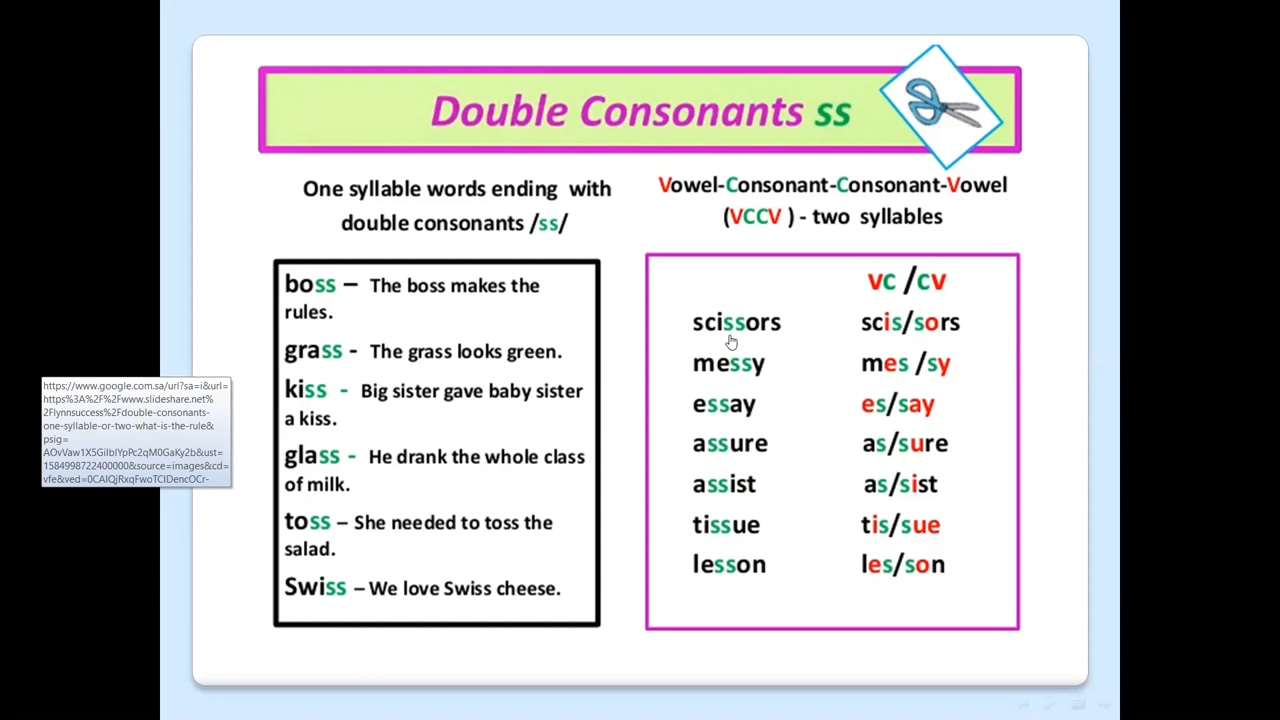 Double Consonants ss
One syllable words ending with
double consonants /ss/
boss – The boss makes the
rules.
grass - The grass looks green.
kiss - Big sister gave baby sister
a kiss.
glass - He drank the whole class
of milk.
toss – She needed to toss the
salad.
Swiss – We love Swiss cheese.
Vowel-Consonant-Consonant-Vowel
(VCCV ) - two syllables
vc /cv
scissors scis/sors
messy mes /sy
essay es/say
assure as/sure
assist as/sist
tissue tis/sue
lesson les/son
https://www.google.com.sa/url?sa=i&url=
https%3A%2F%2Fwww.slideshare.net%
2Flynnsuccess%2Fdouble-consonants-
one-syllable-or-two-what-is-the-rule&
psig=
ust=
1584998722400000&source=images&cd=